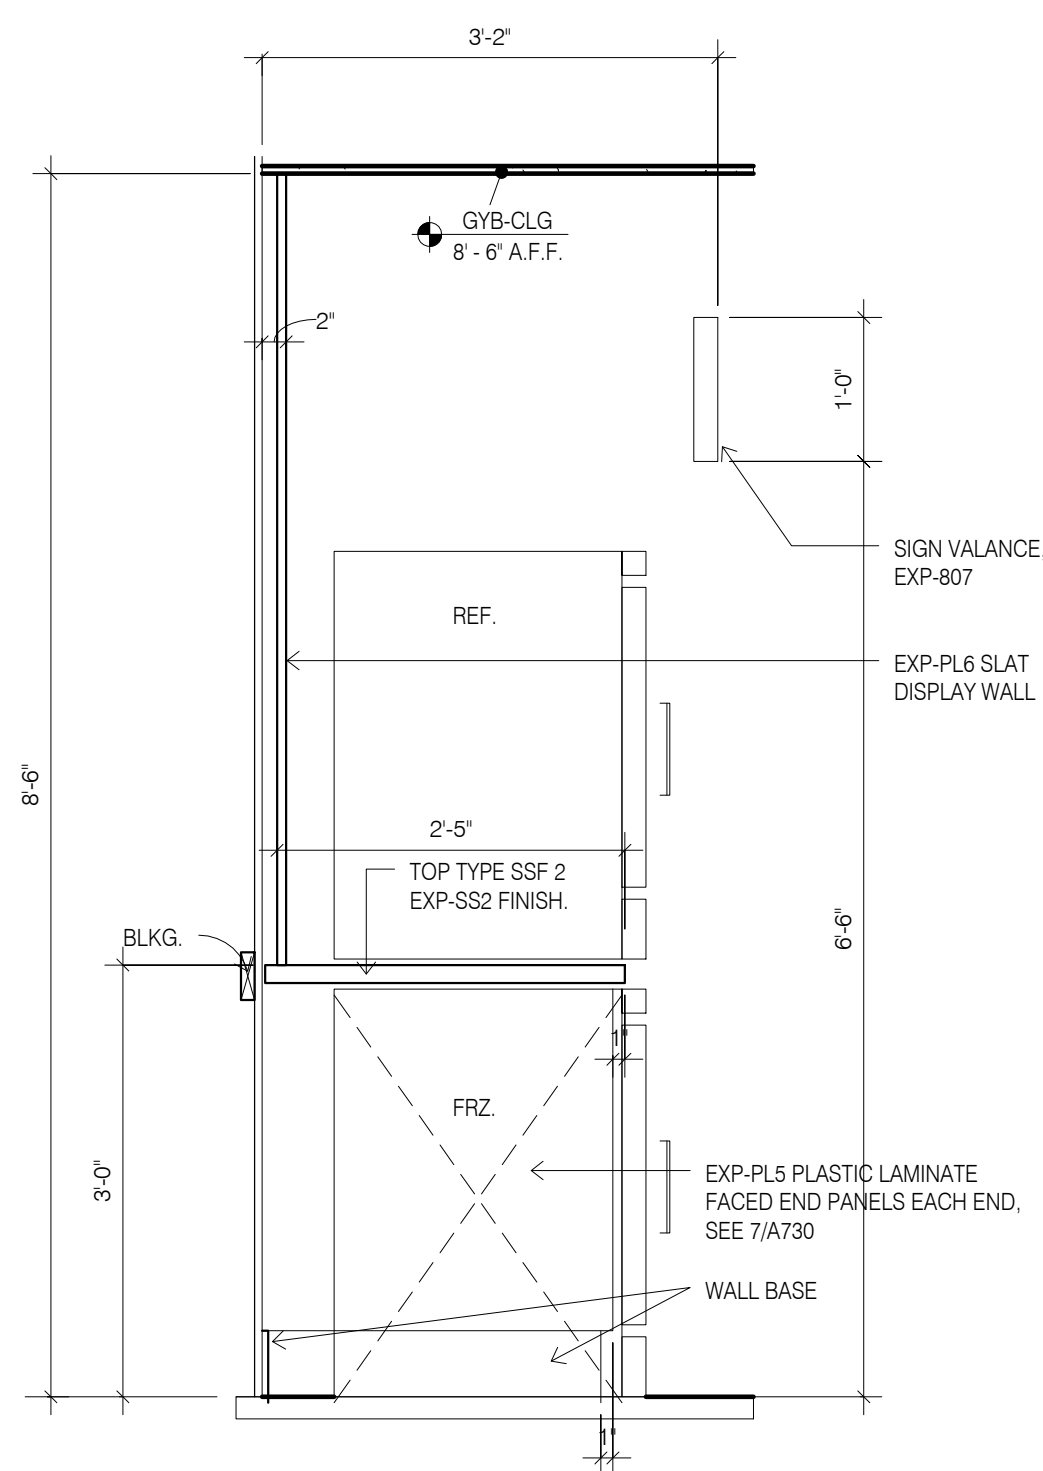 3'-2"
GYB-CLG
8' - 6" A.F.F.
2"
1'-0"
SIGN VALANCE,
EXP-807
REF.
EXP-PL6 SLAT
DISPLAY WALL
8'-6"
2'-5"
TOP TYPE SSF 2
EXP-SS2 FINISH.
BLKG.
6'-6"
1"
FRZ.
3'-0"
EXP-PL5 PLASTIC LAMINATE
FACED END PANELS EACH END,
SEE 7/A730
WALL BASE
1"